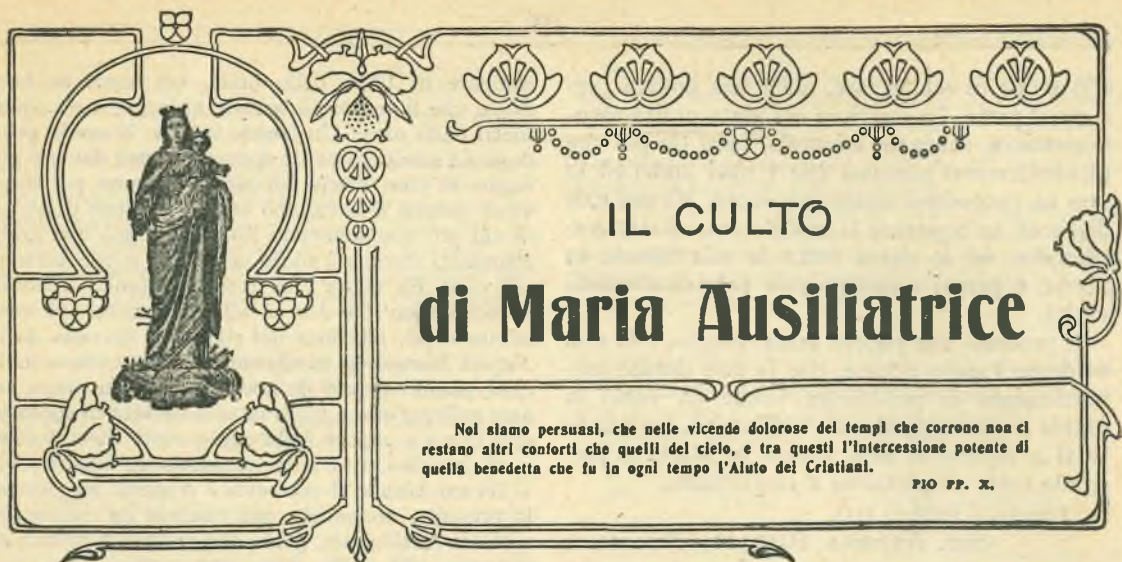 IL CULTO
di Maria Ausiliatrice
Noi siamo persuasi, che nelle vicende dolorose dei tempi che corrono non ci
restano altri conforti che quelli del cielo, e tra questi l'intercessione potente di
quella benedetta che fu in ogni tempo l'Aiuto dei Cristiani.
PIO PP. X.